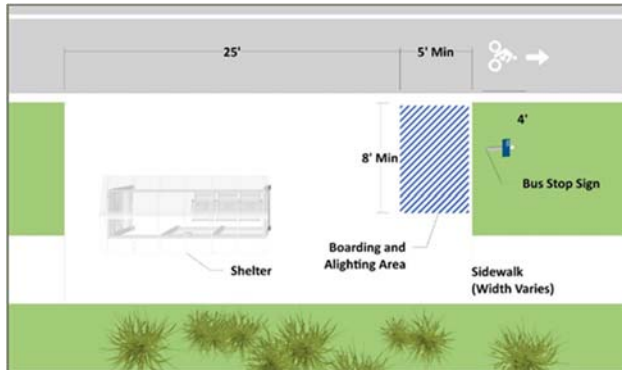 25'
5' Min
4'
8' Min
Bus Stop Sign
Boarding and
Alighting Area
Shelter
Sidewalk
(Width Varies)